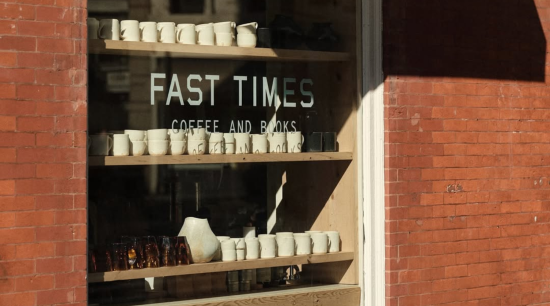 FAST TIMES
COFFEE AND BOOKS